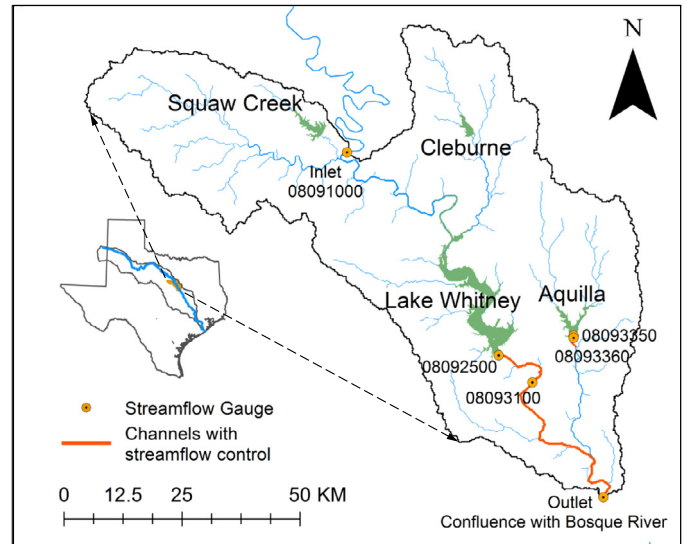 N
Squaw Creek
Cleburne
Inlet
08091000
Lake Whitney
Aquilla
08093350
08093360
08092500
08093100
Streamflow Gauge
Channels with
streamflow control
0 12.5 25 50 KM
Outlet
Confluence with Bosque River